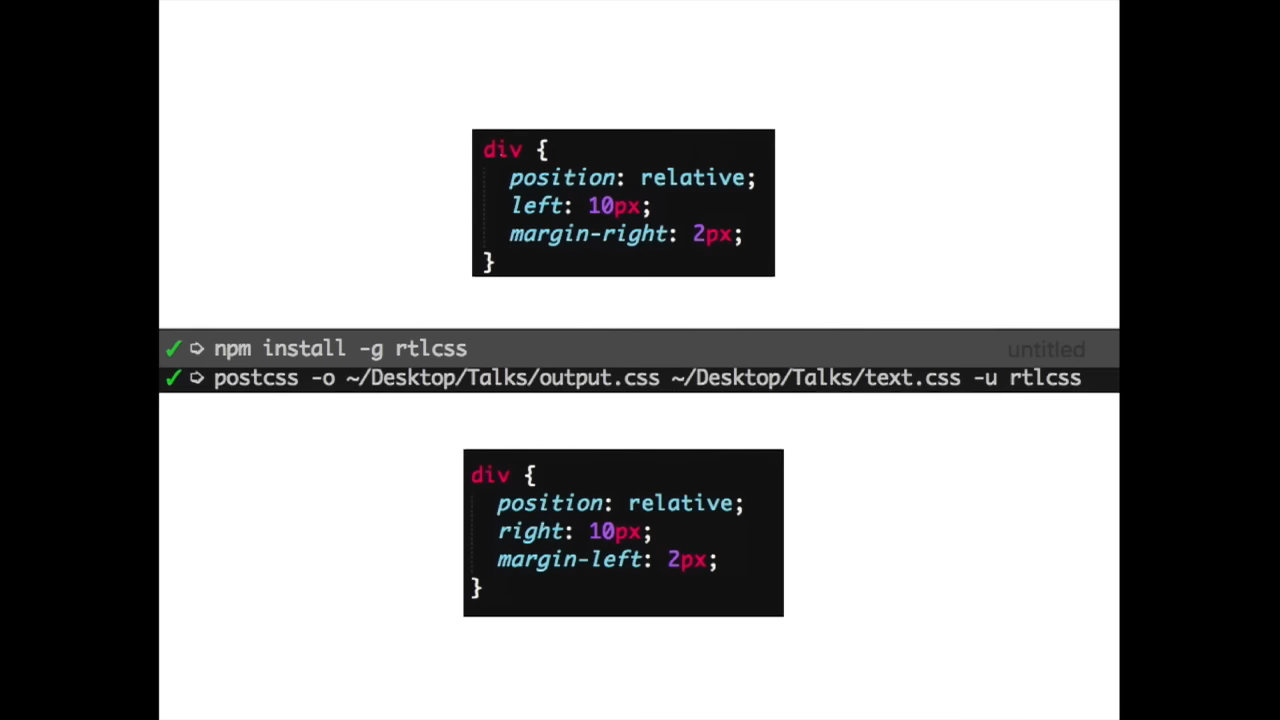 div {
position: relative;
left: 10px;
margin-right: 2px;
}
✓ ➪ npm install -g rtlcss
untitled
✓ ➪ postcss -o ~/Desktop/Talks/output.css ~/Desktop/Talks/text.css -u rtlcss
div {
position: relative;
right: 10px;
margin-left: 2px;
}